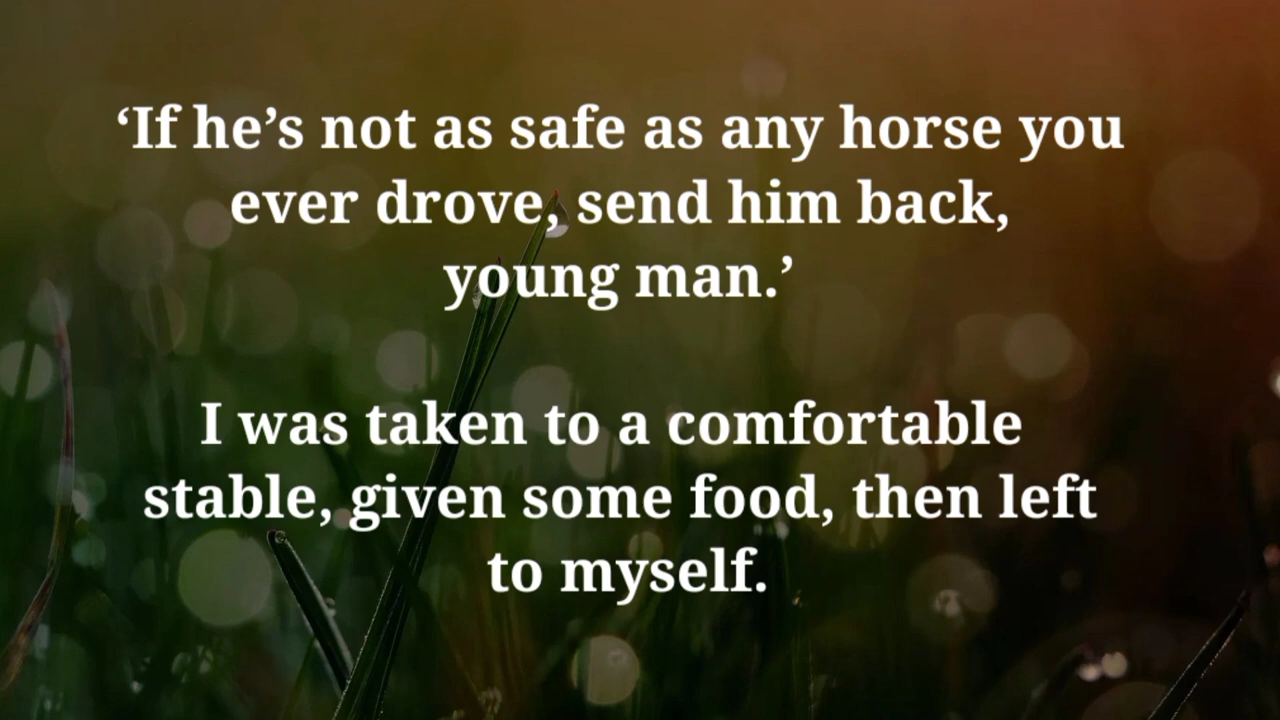 ‘If he’s not as safe as any horse you
ever drove, send him back,
young man.’
I was taken to a comfortable
stable, given some food, then left
to myself.